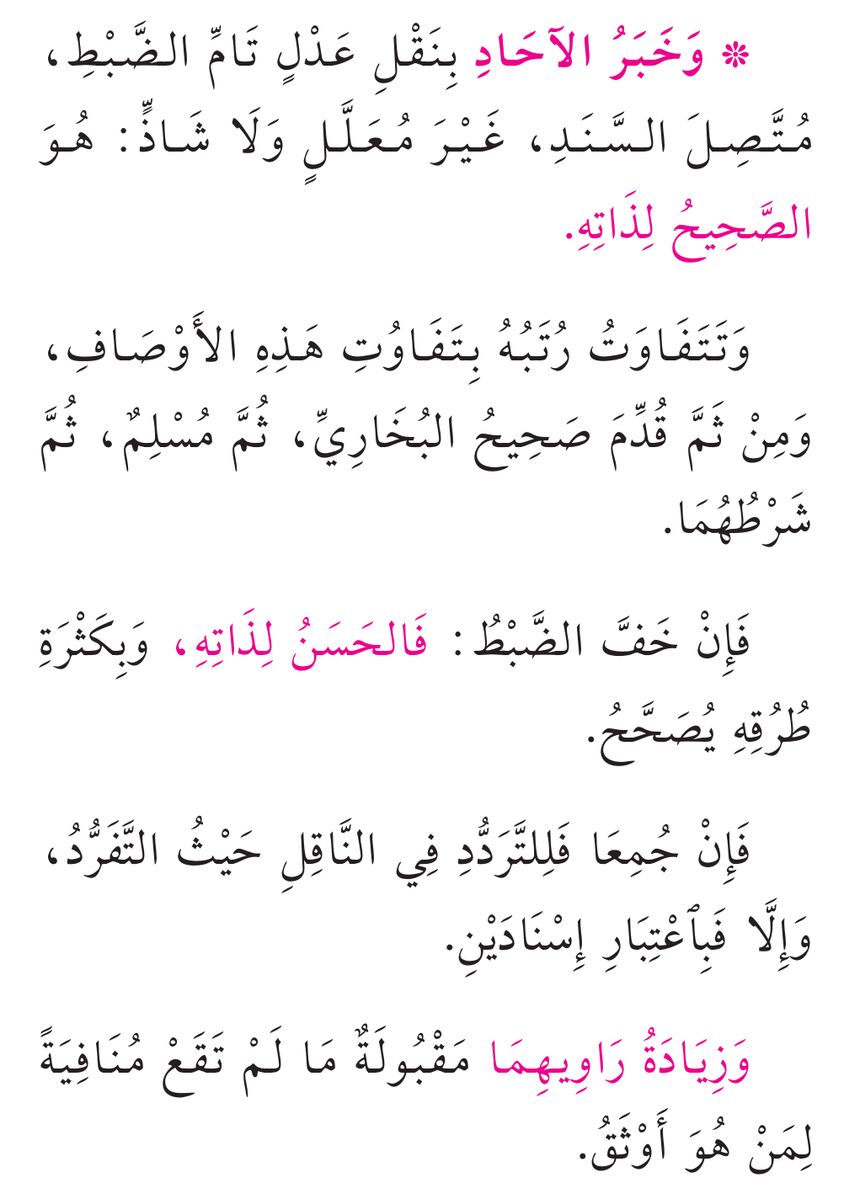 ❊ وَخَبَرُ الآحَادِ بِنَقْلِ عَدْلٍ تَامِّ الضَّبْطِ،
مُتَّصِلَ السَّنَدِ، غَيْرَ مُعَلَّلٍ وَلَا شَاذٍّ: هُوَ
الصَّحِيحُ لِذَاتِهِ.
وَتَتَفَاوَتُ رُتَبُهُ بِتَفَاوُتِ هَذِهِ الأَوْصَافِ،
وَمِنْ ثَمَّ قُدِّمَ صَحِيحُ البُخَارِيِّ، ثُمَّ مُسْلِمٌ، ثُمَّ
شَرْطُهُمَا.
فَإِنْ خَفَّ الضَّبْطُ: فَالحَسَنُ لِذَاتِهِ، وَبِكَثْرَةِ
طُرُقِهِ يُصَحَّحُ.
فَإِنْ جُمِعَا فَلِلتَّرَدُّدِ فِي النَّاقِلِ حَيْثُ التَّفَرُّدُ،
وَإِلَّا فَبِٱعْتِبَارِ إِسْنَادَيْنِ.
وَزِيَادَةُ رَاوِيهِمَا مَقْبُولَةٌ مَا لَمْ تَقَعْ مُنَافِيَةً
لِمَنْ هُوَ أَوْثَقُ.